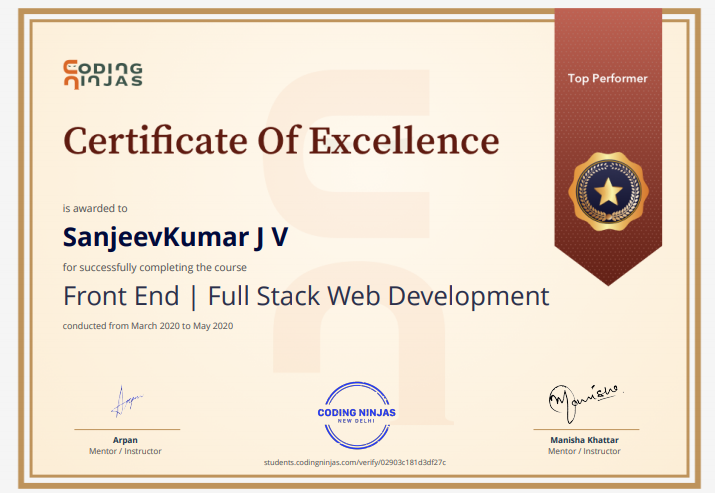 CODING
NINJAS
Top Performer
Certificate Of Excellence
is awarded to
SanjeevKumar J V
for successfully completing the course
Front End | Full Stack Web Development
conducted from March 2020 to May 2020
Arpan
Manisha
CODING NINJAS
NEW DELHI
Arpan
Mentor / Instructor
Manisha Khattar
Mentor / Instructor
students.codingninjas.com/verify/02903c181d3df27c